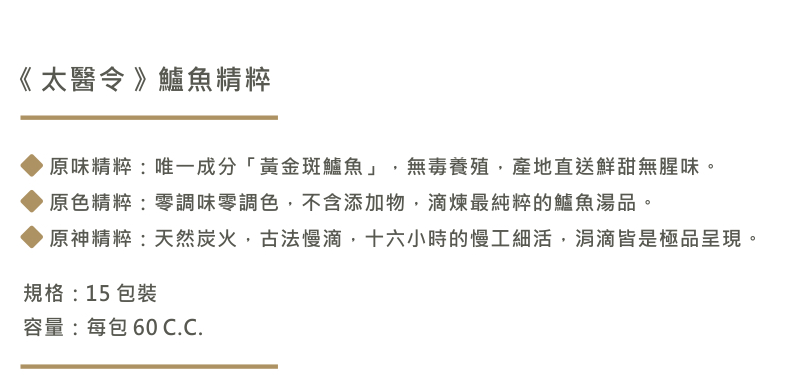 《太醫令》鱸魚精粹
原味精粹：唯一成分「黃金斑鱸魚」，無毒養殖，產地直送鮮甜無腥味。
原色精粹：零調味零調色，不含添加物，滴煉最純粹的鱸魚湯品。
原神精粹：天然炭火，古法慢滴，十六小時的慢工細活，涓滴皆是極品呈現。
規格：15 包裝
容量：每包 60 C.C.